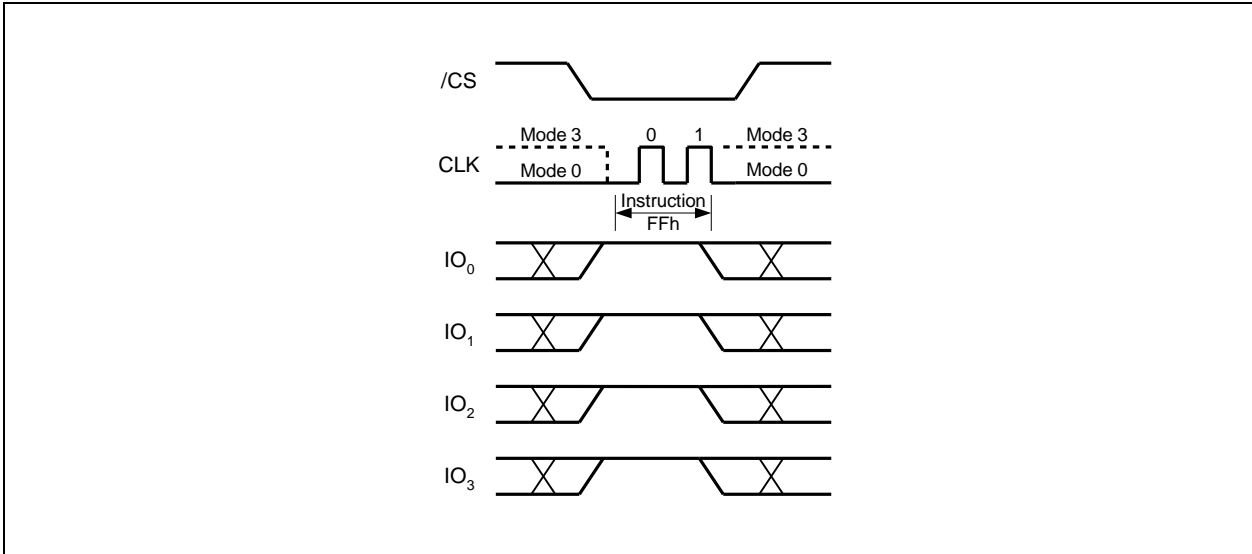 /CS
Mode 3 0 1 Mode 3
CLK
Mode 0 Mode 0
Instruction
FFh
IO0
IO1
IO2
IO3